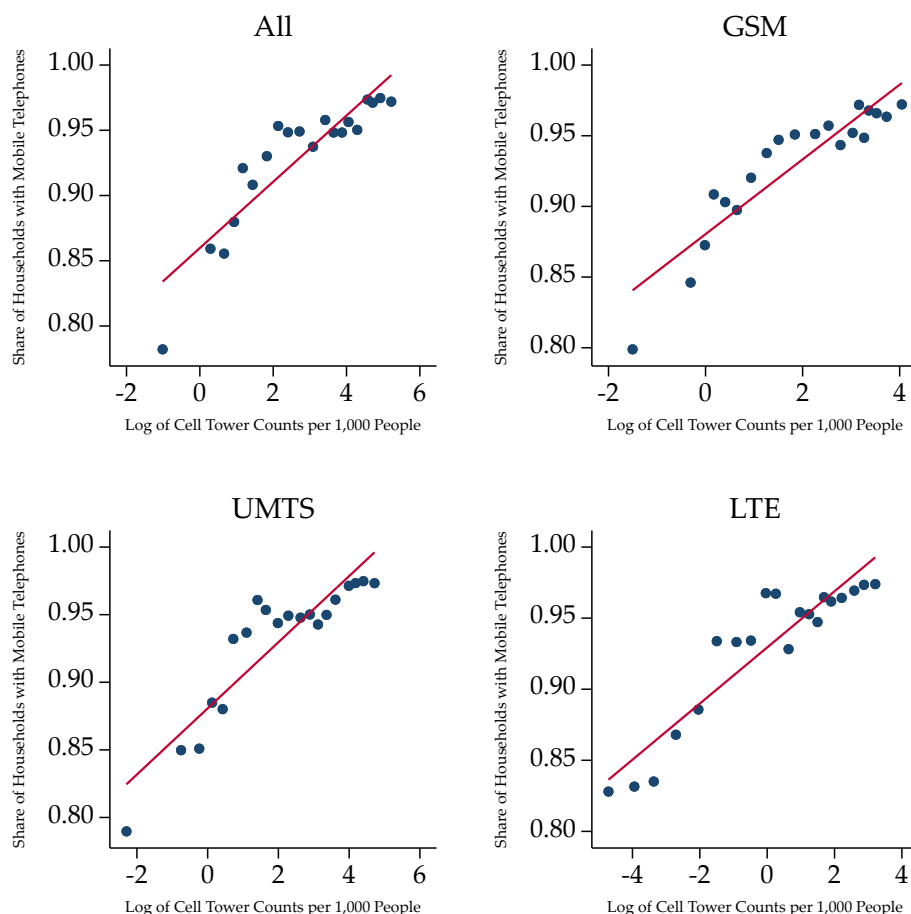 All
Share of Households with Mobile Telephones
1.00
0.95
0.90
0.85
0.80
-2 0 2 4 6
Log of Cell Tower Counts per 1,000 People
GSM
Share of Households with Mobile Telephones
1.00
0.95
0.90
0.85
0.80
-2 0 2 4
Log of Cell Tower Counts per 1,000 People
UMTS
Share of Households with Mobile Telephones
1.00
0.95
0.90
0.85
0.80
-2 0 2 4 6
Log of Cell Tower Counts per 1,000 People
LTE
Share of Households with Mobile Telephones
1.00
0.95
0.90
0.85
0.80
-4 -2 0 2 4
Log of Cell Tower Counts per 1,000 People